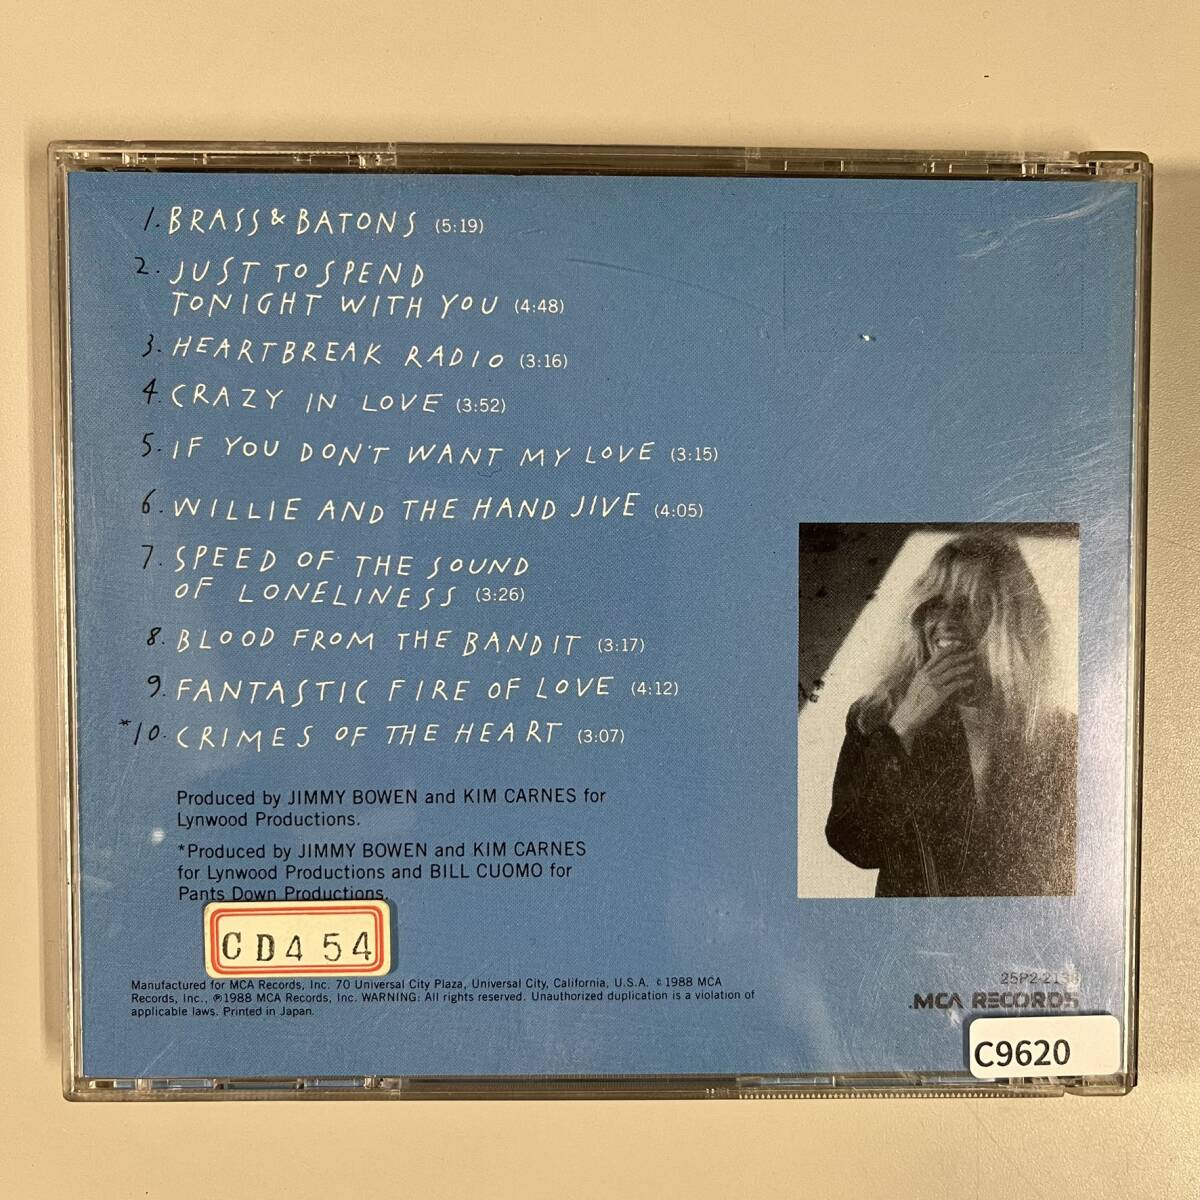 1. BRASS & BATONS (5:19)
2. JUST TO SPEND
TONIGHT WITH YOU (4:48)
3. HEARTBREAK RADIO (3:16)
4. CRAZY IN LOVE (3:52)
5. IF YOU DON'T WANT MY LOVE (3:15)
6. WILLIE AND THE HAND JIVE (4:05)
7. SPEED OF THE SOUND
OF LONELINESS (3:26)
8. BLOOD FROM THE BANDIT (3:17)
9. FANTASTIC FIRE OF LOVE (4:12)
*10. CRIMES OF THE HEART (3:07)
Produced by JIMMY BOWEN and KIM CARNES for
Lynwood Productions.
*Produced by JIMMY BOWEN and KIM CARNES
for Lynwood Productions and BILL CUOMO for
Pants Down Productions.
CD454
Manufactured for MCA Records, Inc. 70 Universal City Plaza, Universal City, California, U.S.A. ©1988 MCA
Records, Inc., ℗1988 MCA Records, Inc. WARNING: All rights reserved. Unauthorized duplication is a violation of
applicable laws. Printed in Japan.
.MCA RECORDS
C9620